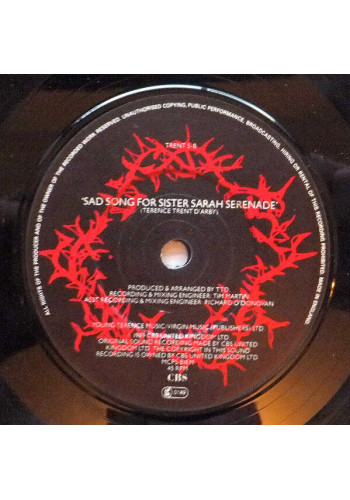 ALL RIGHTS OF THE PRODUCER AND OF THE OWNER OF THE RECORDED WORK RESERVED. UNAUTHORISED COPYING, PUBLIC PERFORMANCE, BROADCASTING, HIRING OR RENTAL OF THIS RECORDING PROHIBITED. MADE IN ENGLAND
TRENT 5-B
'SAD SONG FOR SISTER SARAH SERENADE'
(TERENCE TRENT D'ARBY)
PRODUCED & ARRANGED BY TTD
RECORDING & MIXING ENGINEER: TIM MARTIN
ASST RECORDING & MIXING ENGINEER: RICHARD O'DONOVAN
YOUNG TERENCE MUSIC/VIRGIN MUSIC (PUBLISHERS) LTD
CBS UNITED KINGDOM LTD
ORIGINAL SOUND RECORDING MADE BY CBS UNITED
KINGDOM LTD. THE COPYRIGHT IN THIS SOUND
RECORDING IS OWNED BY CBS UNITED KINGDOM LTD.
MCPS-BIEM
45 RPM
CBS